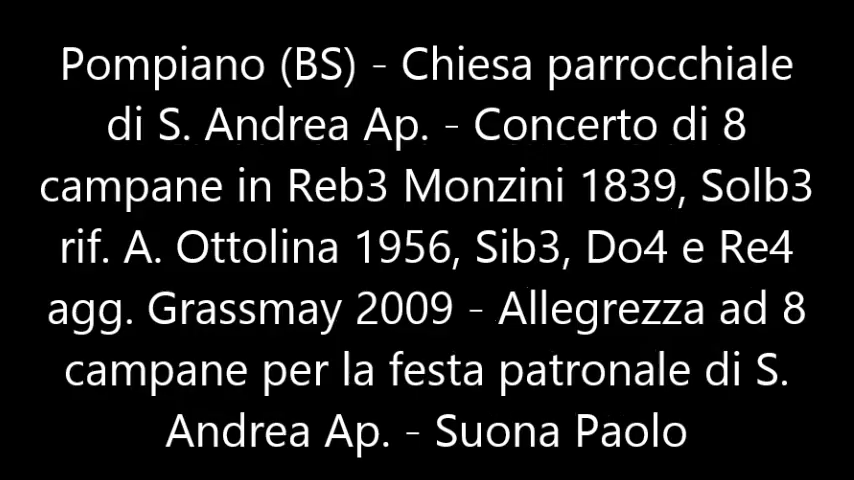 Pompiano (BS) - Chiesa parrocchiale
di S. Andrea Ap. - Concerto di 8
campane in Reb3 Monzini 1839, Solb3
rif. A. Ottolina 1956, Sib3, Do4 e Re4
agg. Grassmay 2009 - Allegrezza ad 8
campane per la festa patronale di S.
Andrea Ap. - Suona Paolo